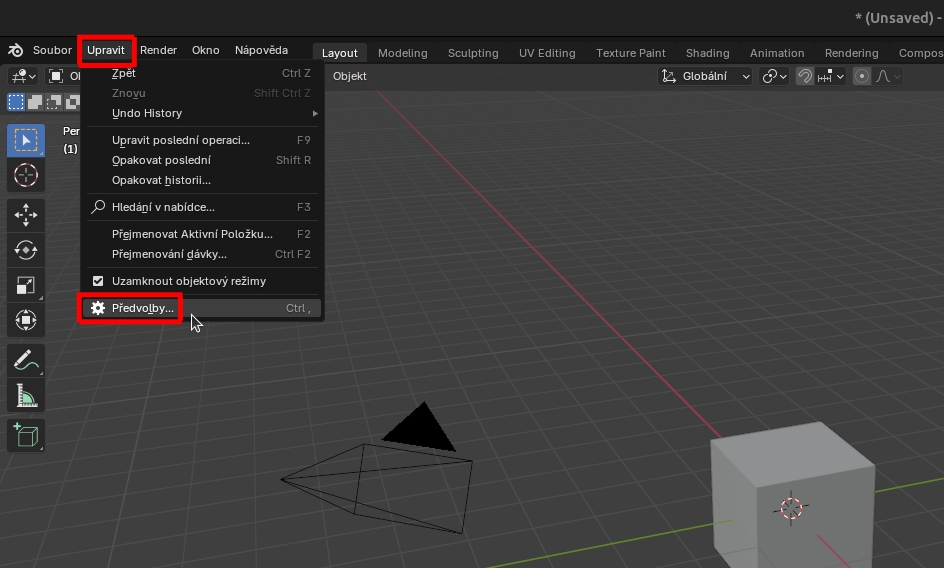 * (Unsaved) -
Soubor Upravit Render Okno Nápověda Layout Modeling Sculpting UV Editing Texture Paint Shading Animation Rendering Compos
Objekt Globální
Zpět Ctrl Z
Znovu Shift Ctrl Z
Undo History
Per
Upravit poslední operaci... F9
(1)
Opakovat poslední Shift R
Opakovat historii...
Hledání v nabídce... F3
Přejmenovat Aktivní Položku... F2
Přejmenování dávky... Ctrl F2
Uzamknout objektový režimy
Předvolby... Ctrl ,